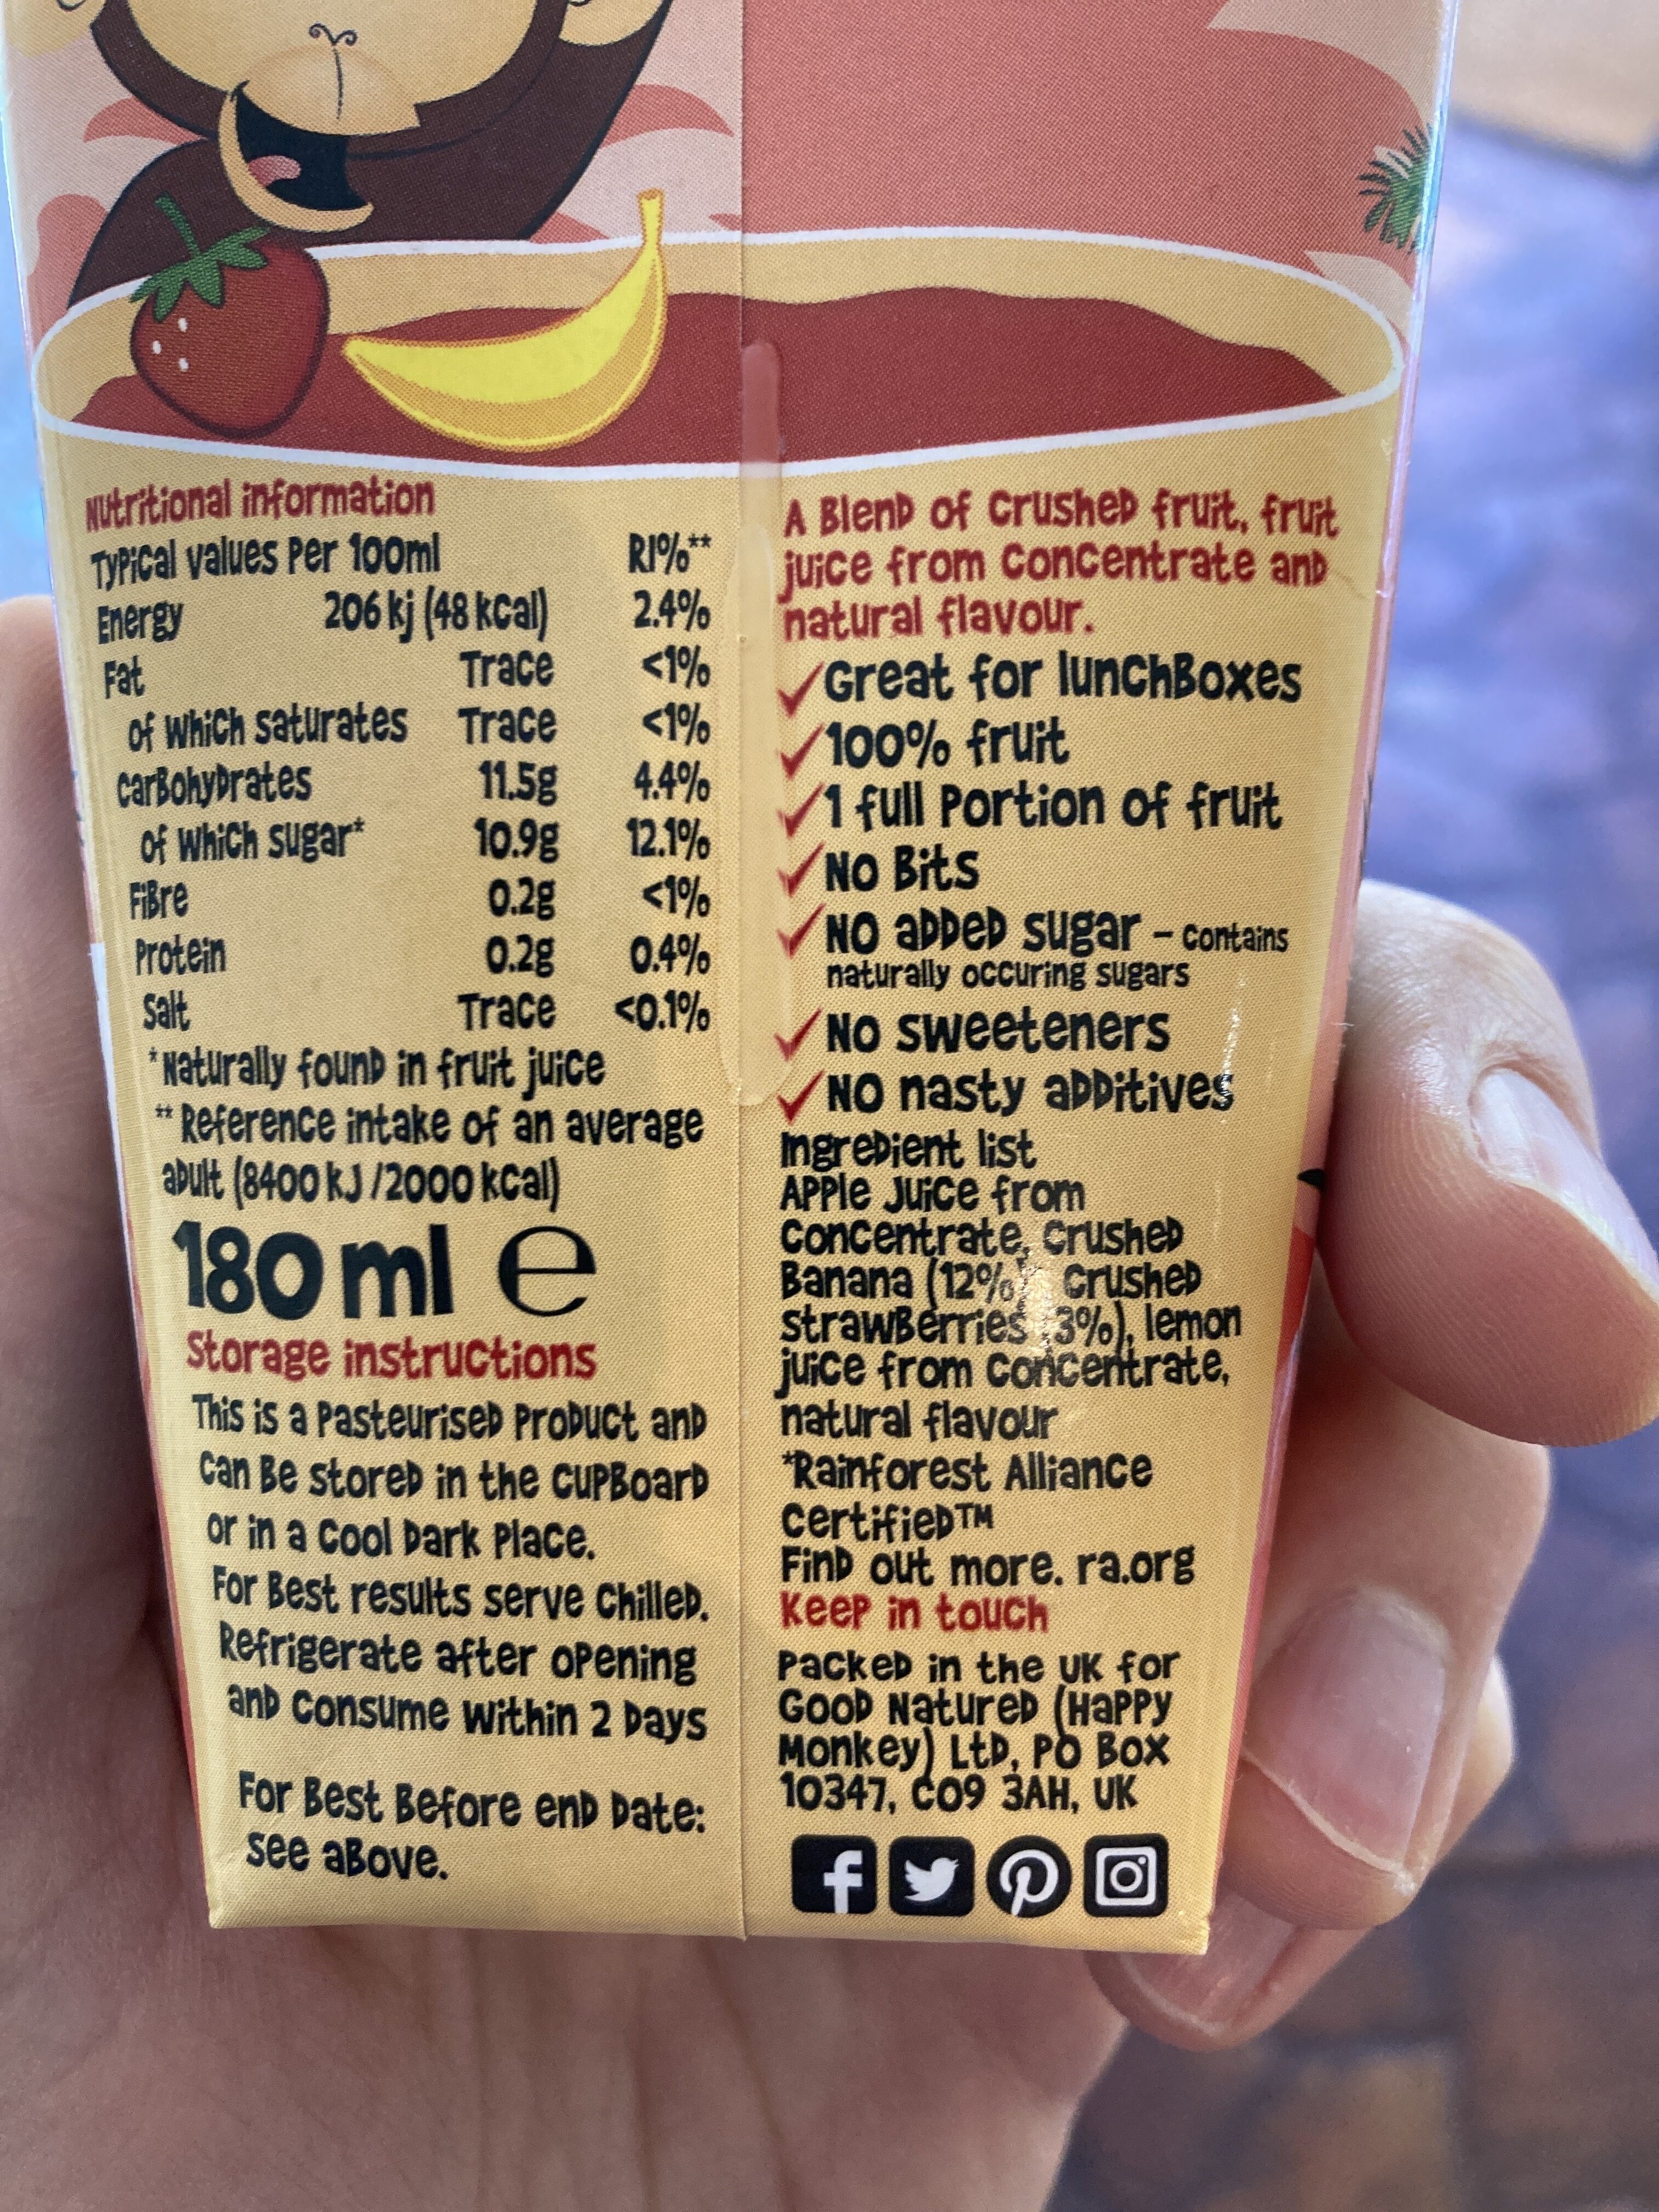 Nutritional information
Typical values per 100ml RI%**
Energy 206 kj (48 kcal) 2.4%
Fat Trace <1%
of which saturates Trace <1%
carbohydrates 11.5g 4.4%
of which sugar* 10.9g 12.1%
Fibre 0.2g <1%
Protein 0.2g 0.4%
Salt Trace <0.1%
*Naturally found in fruit juice
** Reference intake of an average
adult (8400 kJ /2000 kcal)
180 ml ℮
Storage instructions
This is a pasteurised product and
can be stored in the cupboard
or in a cool dark place.
For best results serve chilled.
Refrigerate after opening
and consume within 2 days
For best before end date:
see above.
A blend of crushed fruit, fruit
juice from concentrate and
natural flavour.
✓Great for lunchboxes
✓100% fruit
✓1 full portion of fruit
✓No bits
✓No added sugar – contains
naturally occuring sugars
✓No sweeteners
✓No nasty additives
Ingredient list
Apple juice from
concentrate, crushed
banana (12%), crushed
strawberries (3%), lemon
juice from concentrate,
natural flavour
*Rainforest Alliance
certified™
Find out more. ra.org
Keep in touch
Packed in the UK for
Good Natured (Happy
Monkey) Ltd, PO Box
10347, CO9 3AH, UK